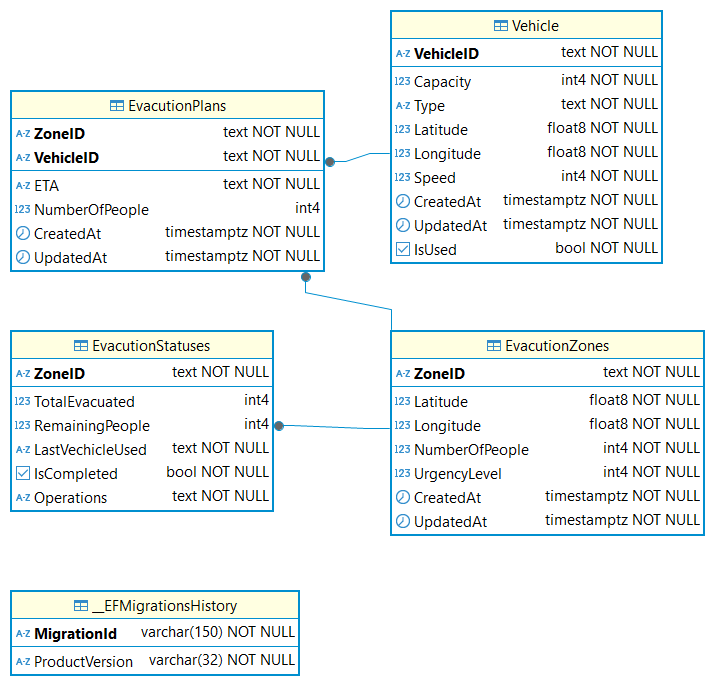 Vehicle
VehicleID text NOT NULL
123 Capacity int4 NOT NULL
A-Z Type text NOT NULL
123 Latitude float8 NOT NULL
123 Longitude float8 NOT NULL
123 Speed int4 NOT NULL
CreatedAt timestamptz NOT NULL
UpdatedAt timestamptz NOT NULL
IsUsed bool NOT NULL
EvacutionPlans
A-Z ZoneID text NOT NULL
A-Z VehicleID text NOT NULL
A-Z ETA text NOT NULL
123 NumberOfPeople int4
CreatedAt timestamptz NOT NULL
UpdatedAt timestamptz NOT NULL
EvacutionStatuses
A-Z ZoneID text NOT NULL
123 TotalEvacuated int4
123 RemainingPeople int4
A-Z LastVechicleUsed text NOT NULL
IsCompleted bool NOT NULL
A-Z Operations text NOT NULL
EvacutionZones
A-Z ZoneID text NOT NULL
123 Latitude float8 NOT NULL
123 Longitude float8 NOT NULL
123 NumberOfPeople int4 NOT NULL
123 UrgencyLevel int4 NOT NULL
CreatedAt timestamptz NOT NULL
UpdatedAt timestamptz NOT NULL
__EFMigrationsHistory
A-Z MigrationId varchar(150) NOT NULL
A-Z ProductVersion varchar(32) NOT NULL